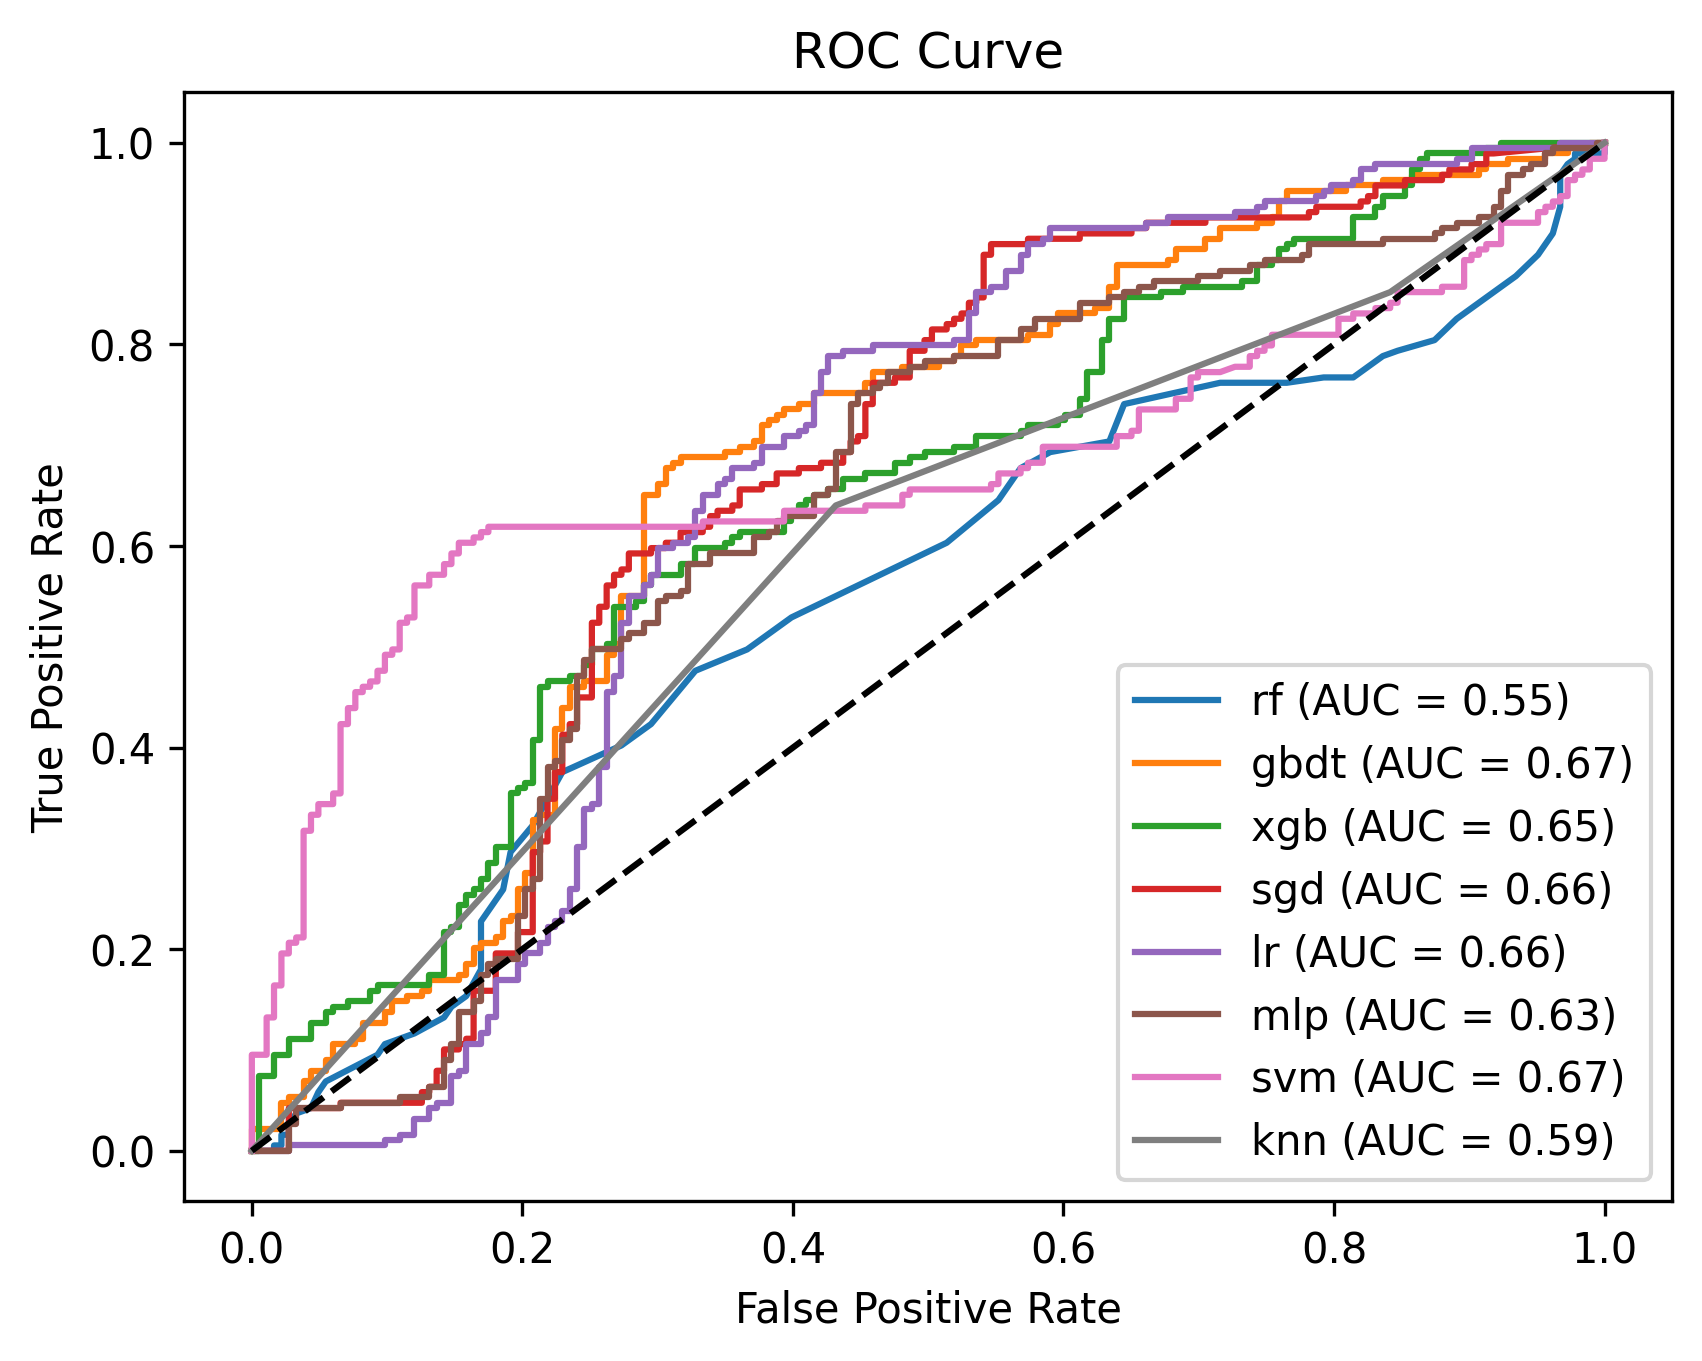 ROC Curve
True Positive Rate
1.0
0.8
0.6
0.4
0.2
0.0
rf (AUC = 0.55)
gbdt (AUC = 0.67)
xgb (AUC = 0.65)
sgd (AUC = 0.66)
lr (AUC = 0.66)
mlp (AUC = 0.63)
svm (AUC = 0.67)
knn (AUC = 0.59)
0.0 0.2 0.4 0.6 0.8 1.0
False Positive Rate